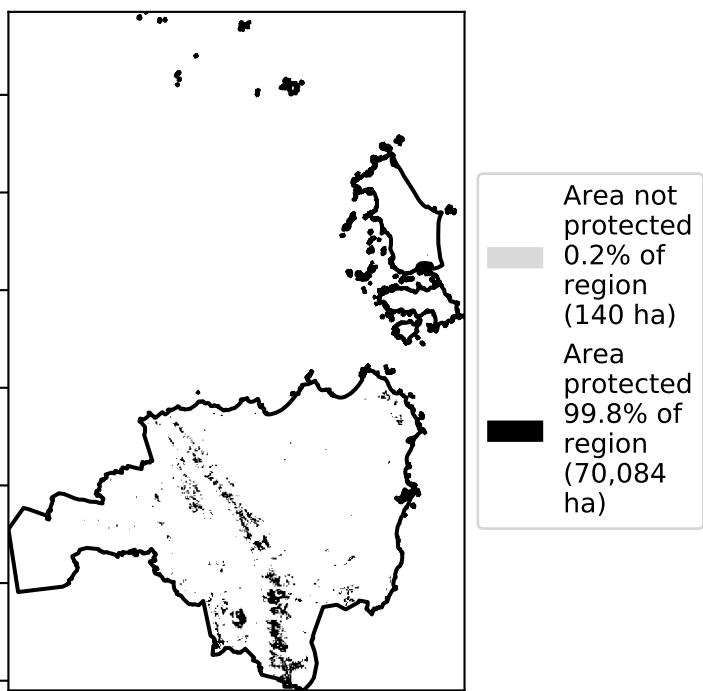 Area not
protected
0.2% of
region
(140 ha)
Area
protected
99.8% of
region
(70,084
ha)